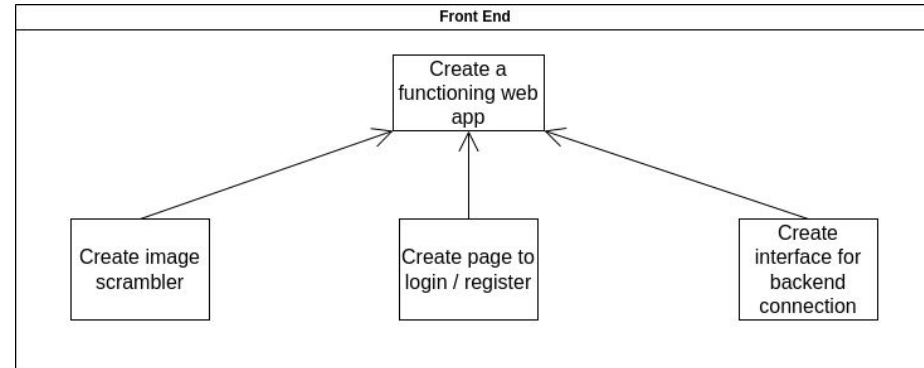 Front End
Create a
functioning web
app
Create image
scrambler
Create page to
login / register
Create
interface for
backend
connection